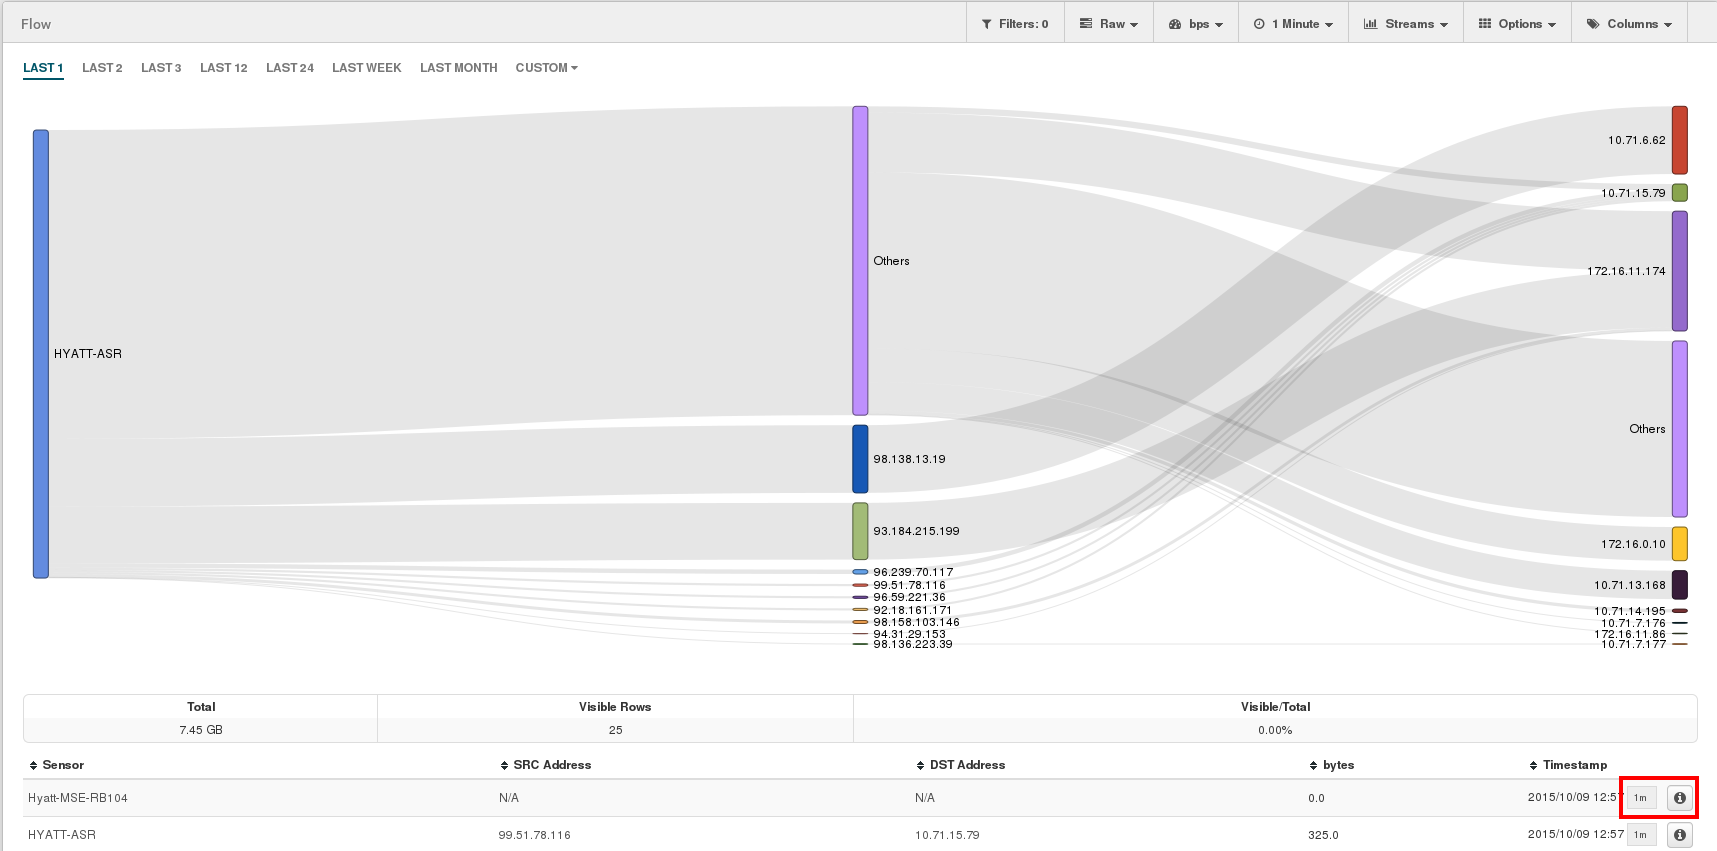 Flow Filters: 0 Raw bps 1 Minute Streams Options Columns
LAST 1 LAST 2 LAST 3 LAST 12 LAST 24 LAST WEEK LAST MONTH CUSTOM
HYATT-ASR
Others
98.138.13.19
93.184.215.199
96.239.70.117
99.51.78.116
96.59.221.36
92.18.161.171
98.158.103.146
94.31.29.153
98.136.223.39
10.71.6.62
10.71.15.79
172.16.11.174
Others
172.16.0.10
10.71.13.168
10.71.14.195
10.71.7.176
172.16.11.86
10.71.7.177
Total Visible Rows Visible/Total
7.45 GB 25 0.00%
Sensor SRC Address DST Address bytes Timestamp
Hyatt-MSE-RB104 N/A N/A 0.0 2015/10/09 12:57 1m
HYATT-ASR 99.51.78.116 10.71.15.79 325.0 2015/10/09 12:57 1m